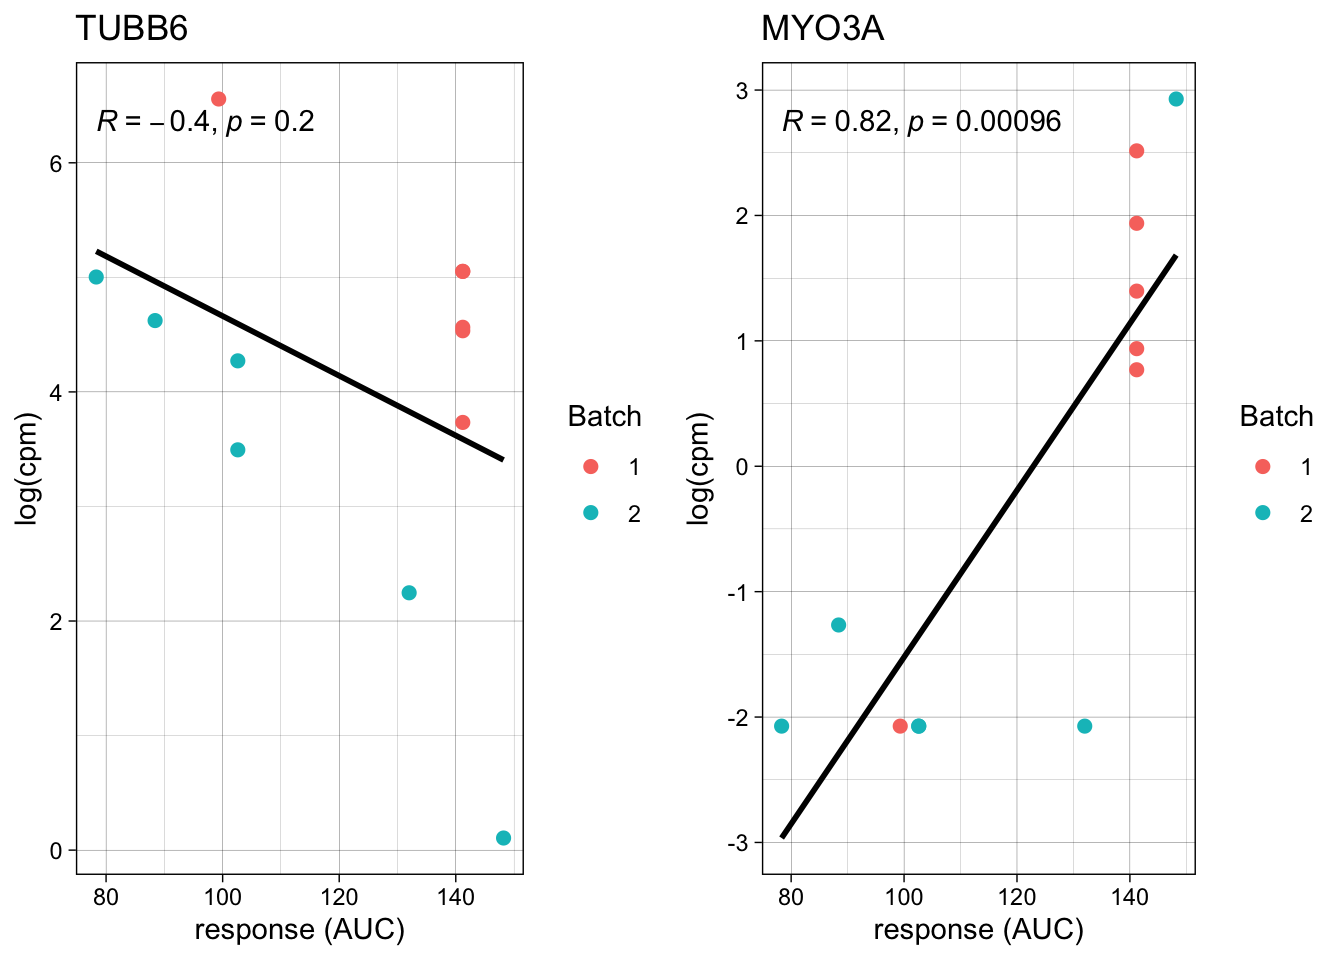 TUBB6
R = −0.4, p = 0.2
6
4
2
0
log(cpm)
80 100 120 140
response (AUC)
Batch
1
2
MYO3A
R = 0.82, p = 0.00096
3
2
1
0
-1
-2
-3
log(cpm)
80 100 120 140
response (AUC)
Batch
1
2